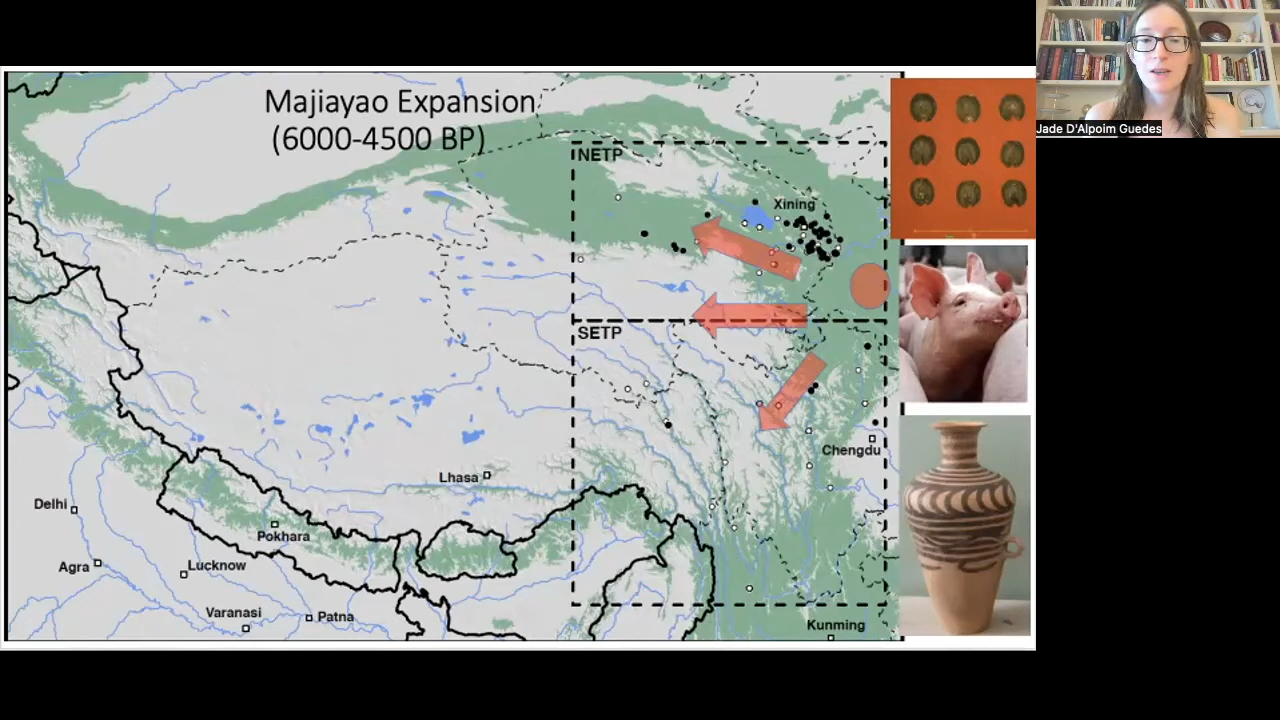 Majiayao Expansion
(6000-4500 BP)
Jade D'Alpoim Guedes
NETP
Xining
SETP
Chengdu
Lhasa
Delhi
Pokhara
Agra
Lucknow
Varanasi
Patna
Kunming